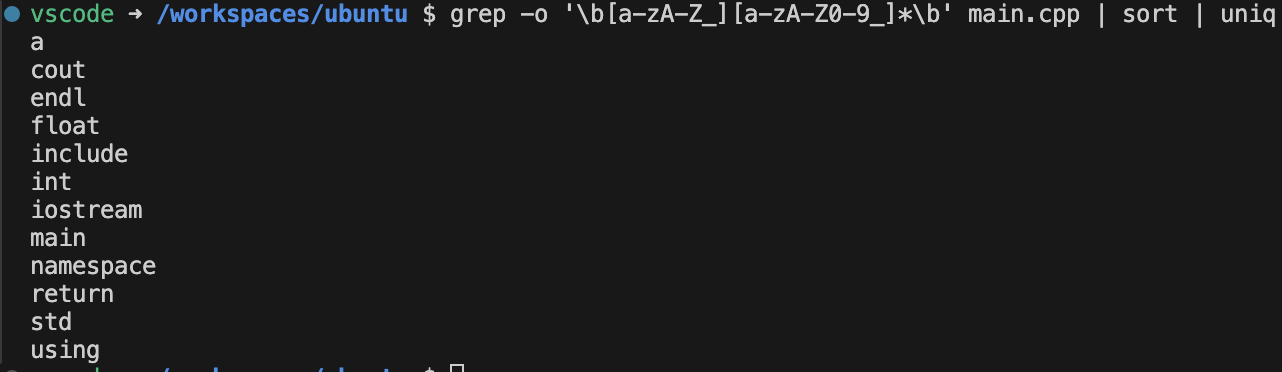 vscode ➜ /workspaces/ubuntu $ grep -o '\b[a-zA-Z_][a-zA-Z0-9_]*\b' main.cpp | sort | uniq
a
cout
endl
float
include
int
iostream
main
namespace
return
std
using